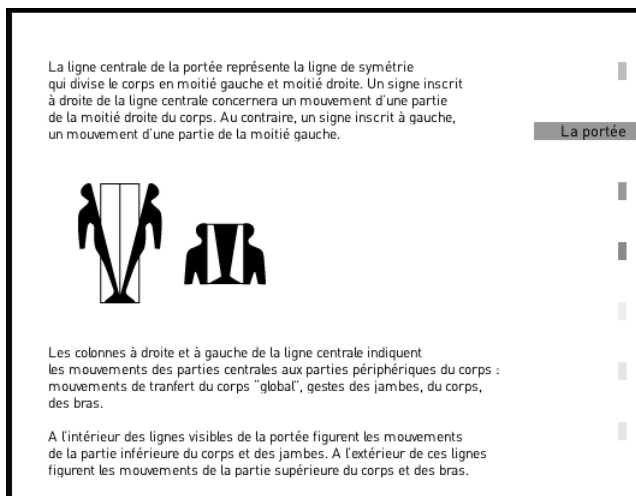 La ligne centrale de la portée représente la ligne de symétrie
qui divise le corps en moitié gauche et moitié droite. Un signe inscrit
à droite de la ligne centrale concernera un mouvement d'une partie
de la moitié droite du corps. Au contraire, un signe inscrit à gauche,
un mouvement d'une partie de la moitié gauche.
La portée
Les colonnes à droite et à gauche de la ligne centrale indiquent
les mouvements des parties centrales aux parties périphériques du corps :
mouvements de tranfert du corps "global", gestes des jambes, du corps,
des bras.
A l'intérieur des lignes visibles de la portée figurent les mouvements
de la partie inférieure du corps et des jambes. A l'extérieur de ces lignes
figurent les mouvements de la partie supérieure du corps et des bras.